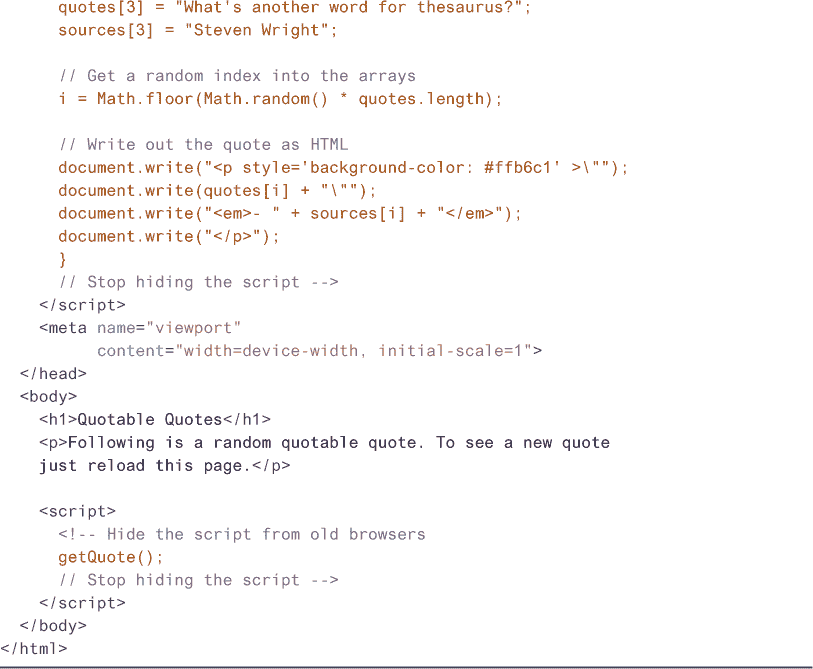 quotes[3] = "What's another word for thesaurus?";
sources[3] = "Steven Wright";
// Get a random index into the arrays
i = Math.floor(Math.random() * quotes.length);
// Write out the quote as HTML
document.write("<p style='background-color: #ffb6c1' >\"");
document.write(quotes[i] + "\"");
document.write("<em>- " + sources[i] + "</em>");
document.write("</p>");
}
// Stop hiding the script -->
</script>
<meta name="viewport"
content="width=device-width, initial-scale=1">
</head>
<body>
<h1>Quotable Quotes</h1>
<p>Following is a random quotable quote. To see a new quote
just reload this page.</p>
<script>
<!-- Hide the script from old browsers
getQuote();
// Stop hiding the script -->
</script>
</body>
</html>